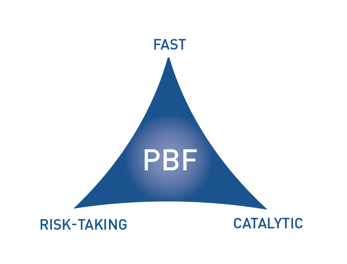 FAST
PBF
RISK-TAKING
CATALYTIC